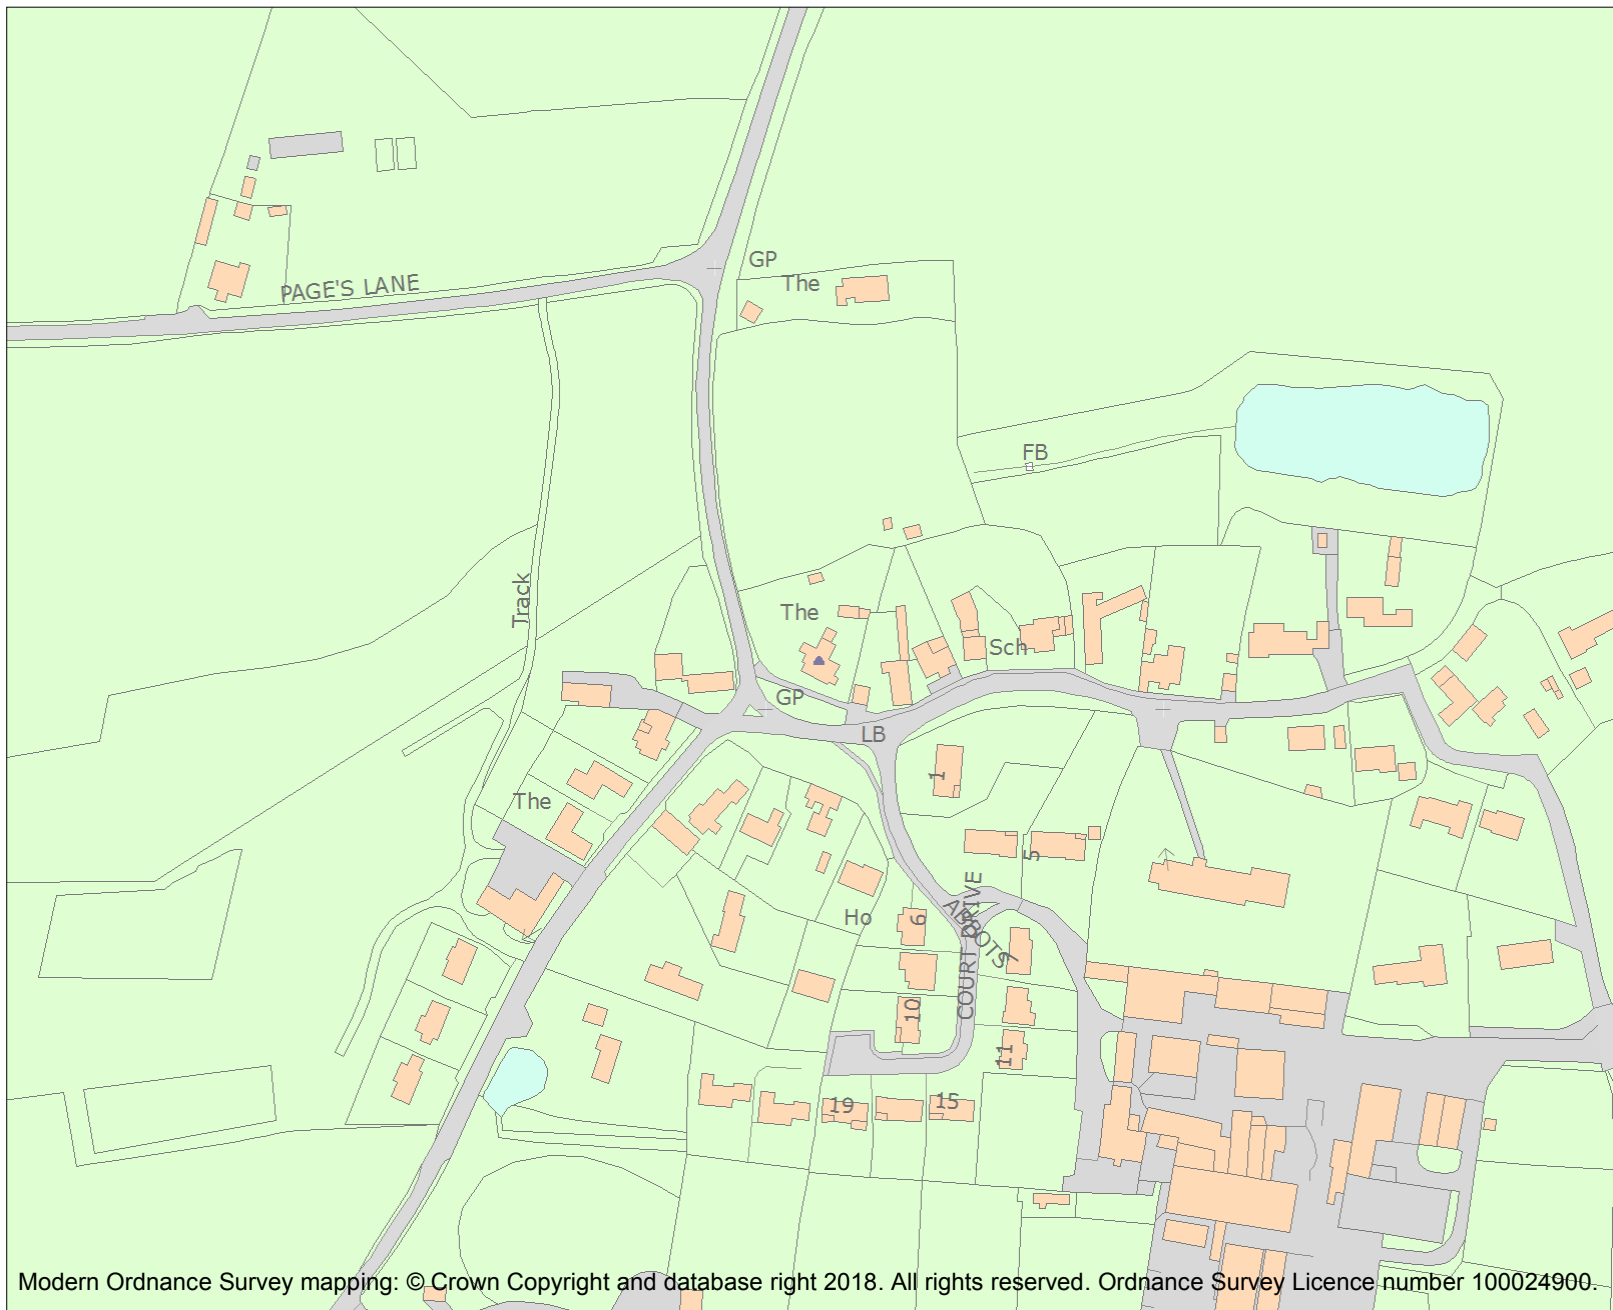 GP
The
PAGE'S LANE
FB
Track
The
Sch
GP
LB
1
The
5
Ho
6
ABBOTS
COURT DRIVE
7
10
11
19
15
Modern Ordnance Survey mapping: © Crown Copyright and database right 2018. All rights reserved. Ordnance Survey Licence number 100024900.